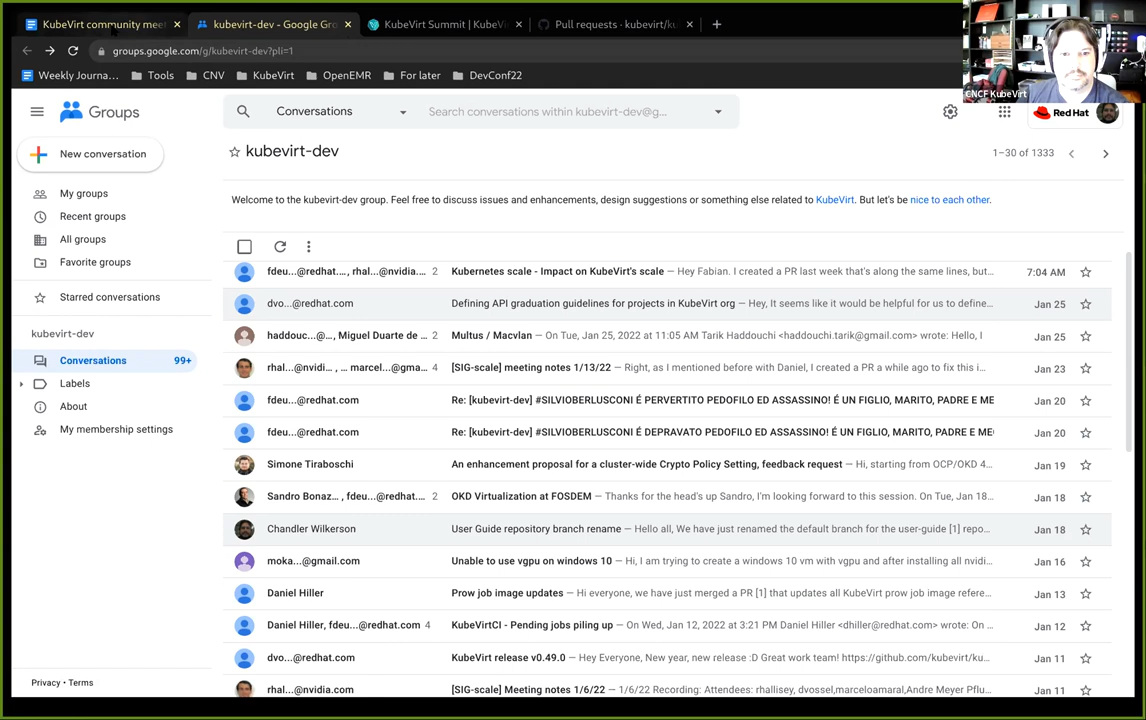 KubeVirt community meet
kubevirt-dev - Google Gro
KubeVirt Summit | KubeVi
Pull requests · kubevirt/ku
groups.google.com/g/kubevirt-dev?pli=1
Weekly Journa… Tools CNV KubeVirt OpenEMR For later DevConf22
CNCF KubeVirt
Groups
Conversations
Search conversations within kubevirt-dev@g...
Red Hat
New conversation
kubevirt-dev
1–30 of 1333
My groups
Recent groups
All groups
Favorite groups
Starred conversations
kubevirt-dev
Conversations 99+
Labels
About
My membership settings
Privacy • Terms
Welcome to the kubevirt-dev group. Feel free to discuss issues and enhancements, design suggestions or something else related to KubeVirt. But let's be nice to each other.
fdeu...@redhat...., rhal...@nvidia.... 2 Kubernetes scale - Impact on KubeVirt's scale — Hey Fabian. I created a PR last week that's along the same lines, but… 7:04 AM
dvo...@redhat.com Defining API graduation guidelines for projects in KubeVirt org — Hey, It seems like it would be helpful for us to define… Jan 25
haddouc...@..., Miguel Duarte de ... 2 Multus / Macvlan — On Tue, Jan 25, 2022 at 11:05 AM Tarik Haddouchi <haddouchi.tarik@gmail.com> wrote: Hello, I Jan 25
rhal...@nvidi..., ... marcel...@gma... 4 [SIG-scale] meeting notes 1/13/22 — Right, as I mentioned before with Daniel, I created a PR a while ago to fix this i… Jan 23
fdeu...@redhat.com Re: [kubevirt-dev] #SILVIOBERLUSCONI É PERVERTITO PEDOFILO ED ASSASSINO! É UN FIGLIO, MARITO, PADRE E ME Jan 20
fdeu...@redhat.com Re: [kubevirt-dev] #SILVIOBERLUSCONI É DEPRAVATO PEDOFILO ED ASSASSINO! É UN FIGLIO, MARITO, PADRE E ME Jan 20
Simone Tiraboschi An enhancement proposal for a cluster-wide Crypto Policy Setting, feedback request — Hi, starting from OCP/OKD 4… Jan 19
Sandro Bonaz..., fdeu...@redhat.... 2 OKD Virtualization at FOSDEM — Thanks for the head's up Sandro, I'm looking forward to this session. On Tue, Jan 18… Jan 18
Chandler Wilkerson User Guide repository branch rename — Hello all, We have just renamed the default branch for the user-guide [1] repo… Jan 18
moka...@gmail.com Unable to use vgpu on windows 10 — Hi, I am trying to create a windows 10 vm with vgpu and after installing all nvidi… Jan 16
Daniel Hiller Prow job image updates — Hi everyone, we have just merged a PR [1] that updates all KubeVirt prow job image refere… Jan 13
Daniel Hiller, fdeu...@redhat.com 4 KubeVirtCI - Pending jobs piling up — On Wed, Jan 12, 2022 at 3:21 PM Daniel Hiller <dhiller@redhat.com> wrote: On … Jan 12
dvo...@redhat.com KubeVirt release v0.49.0 — Hey Everyone, New year, new release :D Great work team! https://github.com/kubevirt/ku… Jan 11
rhal...@nvidia.com [SIG-scale] Meeting notes 1/6/22 — 1/6/22 Recording: Attendees: rhallisey, dvossel,marceloamaral,Andre Meyer Pflu… Jan 11